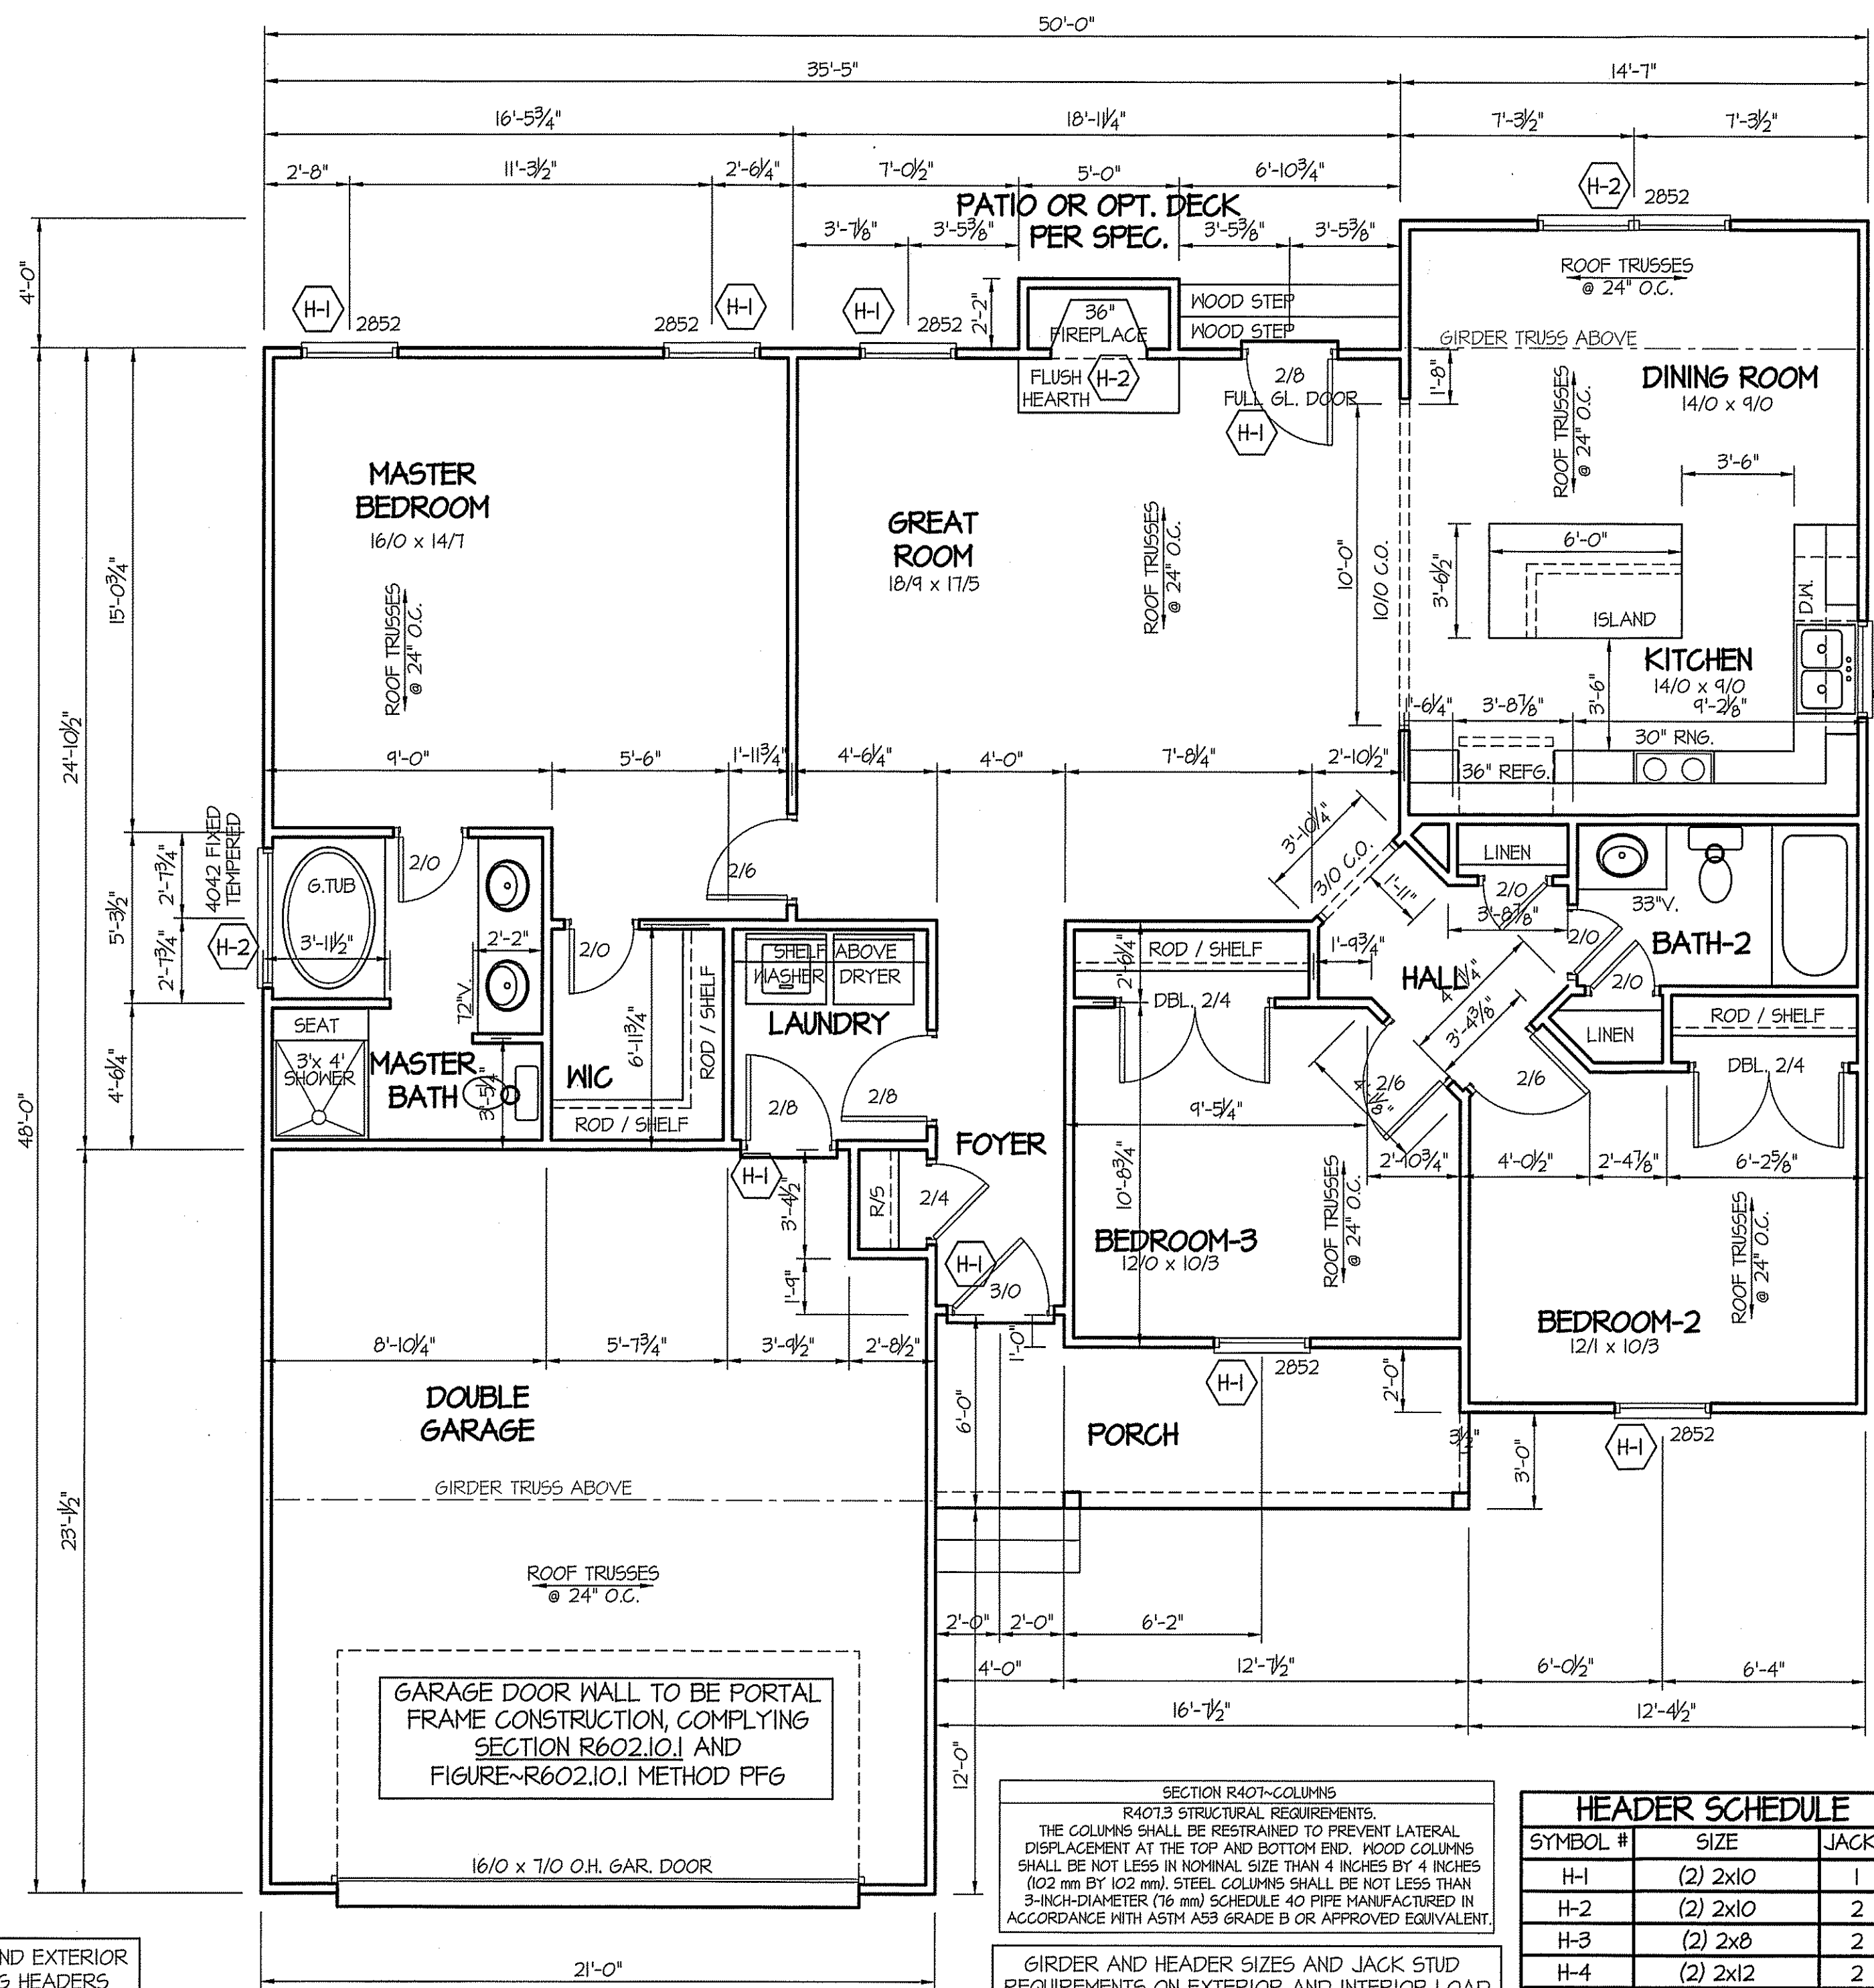 50'-0"
35'-5"
14'-7"
16'-5¾"
18'-11¼"
7'-3½"
7'-3½"
2'-8"
11'-3½"
2'-6¼"
7'-0½"
5'-0"
6'-10¾"
H-2
2852
PATIO OR OPT. DECK
PER SPEC.
3'-7⅛"
3'-5⅜"
3'-5⅜"
3'-5⅜"
4'-0"
ROOF TRUSSES
@ 24" O.C.
H-1
2852
2852
H-1
H-1
2852
2'-2"
36"
FIREPLACE
WOOD STEP
WOOD STEP
GIRDER TRUSS ABOVE
FLUSH
HEARTH
H-2
2/8
FULL GL. DOOR
H-1
1'-8"
ROOF TRUSSES
@ 24" O.C.
DINING ROOM
14/0 x 9/0
3'-6"
MASTER
BEDROOM
16/0 x 14/7
ROOF TRUSSES
@ 24" O.C.
GREAT
ROOM
18/9 x 17/5
ROOF TRUSSES
@ 24" O.C.
10'-0"
10/0 C.O.
3'-6½"
6'-0"
ISLAND
D.W.
KITCHEN
14/0 x 9/0
9'-2⅛"
3'-6"
-6¼"
3'-8⅞"
30" RNG.
36" REFG.
15'-0¾"
24'-10½"
48'-0"
9'-0"
5'-6"
1'-11¾"
4'-6¼"
4'-0"
7'-8¼"
2'-10½"
4042 FIXED
TEMPERED
2'-7¾"
5'-3½"
2'-7¾"
H-2
4'-6¼"
G.TUB
3'-11½"
2/0
2'-2"
72"V.
2/6
2/0
SEAT
3'x 4'
SHOWER
MASTER
BATH
3'-5¼"
WIC
6'-11¾"
ROD / SHELF
ROD / SHELF
SHELF ABOVE
WASHER
DRYER
LAUNDRY
2/8
2/8
H-1
3'-10¼"
3/0 C.O.
1'-11"
LINEN
2/0
3'-8⅞"
33"V.
2/0
BATH-2
2/0
ROD / SHELF
2'-6¼"
DBL. 2/4
1'-9¾"
HALL
3'-4⅜"
LINEN
ROD / SHELF
DBL. 2/4
2/6
2/6
9'-5¼"
2'-10¾"
4'-0½"
2'-4⅞"
6'-2⅝"
FOYER
R/S
2/4
3'-4½"
1'-9"
H-1
3/0
10'-8¾"
BEDROOM-3
12/0 x 10/3
ROOF TRUSSES
@ 24" O.C.
BEDROOM-2
12/1 x 10/3
ROOF TRUSSES
@ 24" O.C.
8'-10¼"
5'-7¾"
3'-9½"
2'-8½"
1'-0"
2852
H-1
2'-0"
DOUBLE
GARAGE
6'-0"
PORCH
3½"
3'-0"
H-1
2852
23'-1½"
GIRDER TRUSS ABOVE
ROOF TRUSSES
@ 24" O.C.
2'-0"
2'-0"
6'-2"
4'-0"
12'-7½"
6'-0½"
6'-4"
16'-7½"
12'-4½"
12'-0"
GARAGE DOOR WALL TO BE PORTAL
FRAME CONSTRUCTION, COMPLYING
SECTION R602.10.1 AND
FIGURE~R602.10.1 METHOD PFG
16/0 x 7/0 O.H. GAR. DOOR
21'-0"
SECTION R407~COLUMNS
R407.3 STRUCTURAL REQUIREMENTS.
THE COLUMNS SHALL BE RESTRAINED TO PREVENT LATERAL
DISPLACEMENT AT THE TOP AND BOTTOM END. WOOD COLUMNS
SHALL BE NOT LESS IN NOMINAL SIZE THAN 4 INCHES BY 4 INCHES
(102 mm BY 102 mm). STEEL COLUMNS SHALL BE NOT LESS THAN
3-INCH-DIAMETER (76 mm) SCHEDULE 40 PIPE MANUFACTURED IN
ACCORDANCE WITH ASTM A53 GRADE B OR APPROVED EQUIVALENT.
HEADER SCHEDULE
SYMBOL # SIZE JACK
H-1 (2) 2x10 1
H-2 (2) 2x10 2
H-3 (2) 2x8 2
H-4 (2) 2x12 2
ND EXTERIOR
HEADERS
GIRDER AND HEADER SIZES AND JACK STUD
REQUIREMENTS ON EXTERIOR AND INTERIOR LOAD